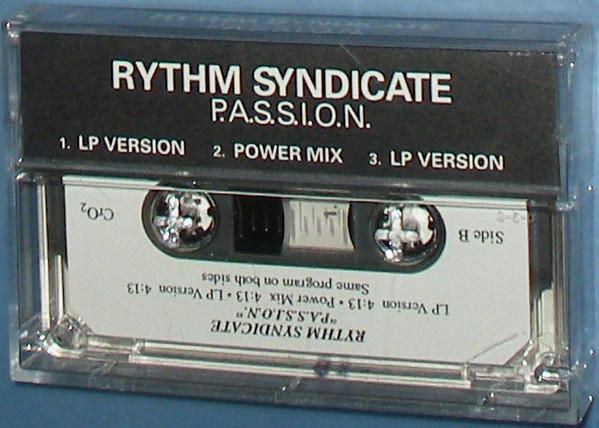 RYTHM SYNDICATE
P.A.S.S.I.O.N.
1. LP VERSION 2. POWER MIX 3. LP VERSION
RYTHM SYNDICATE
"P.A.S.S.I.O.N."
LP Version 4:13 • Power Mix 4:13 • LP Version 4:13
Same program on both sides
Side B
CrO2